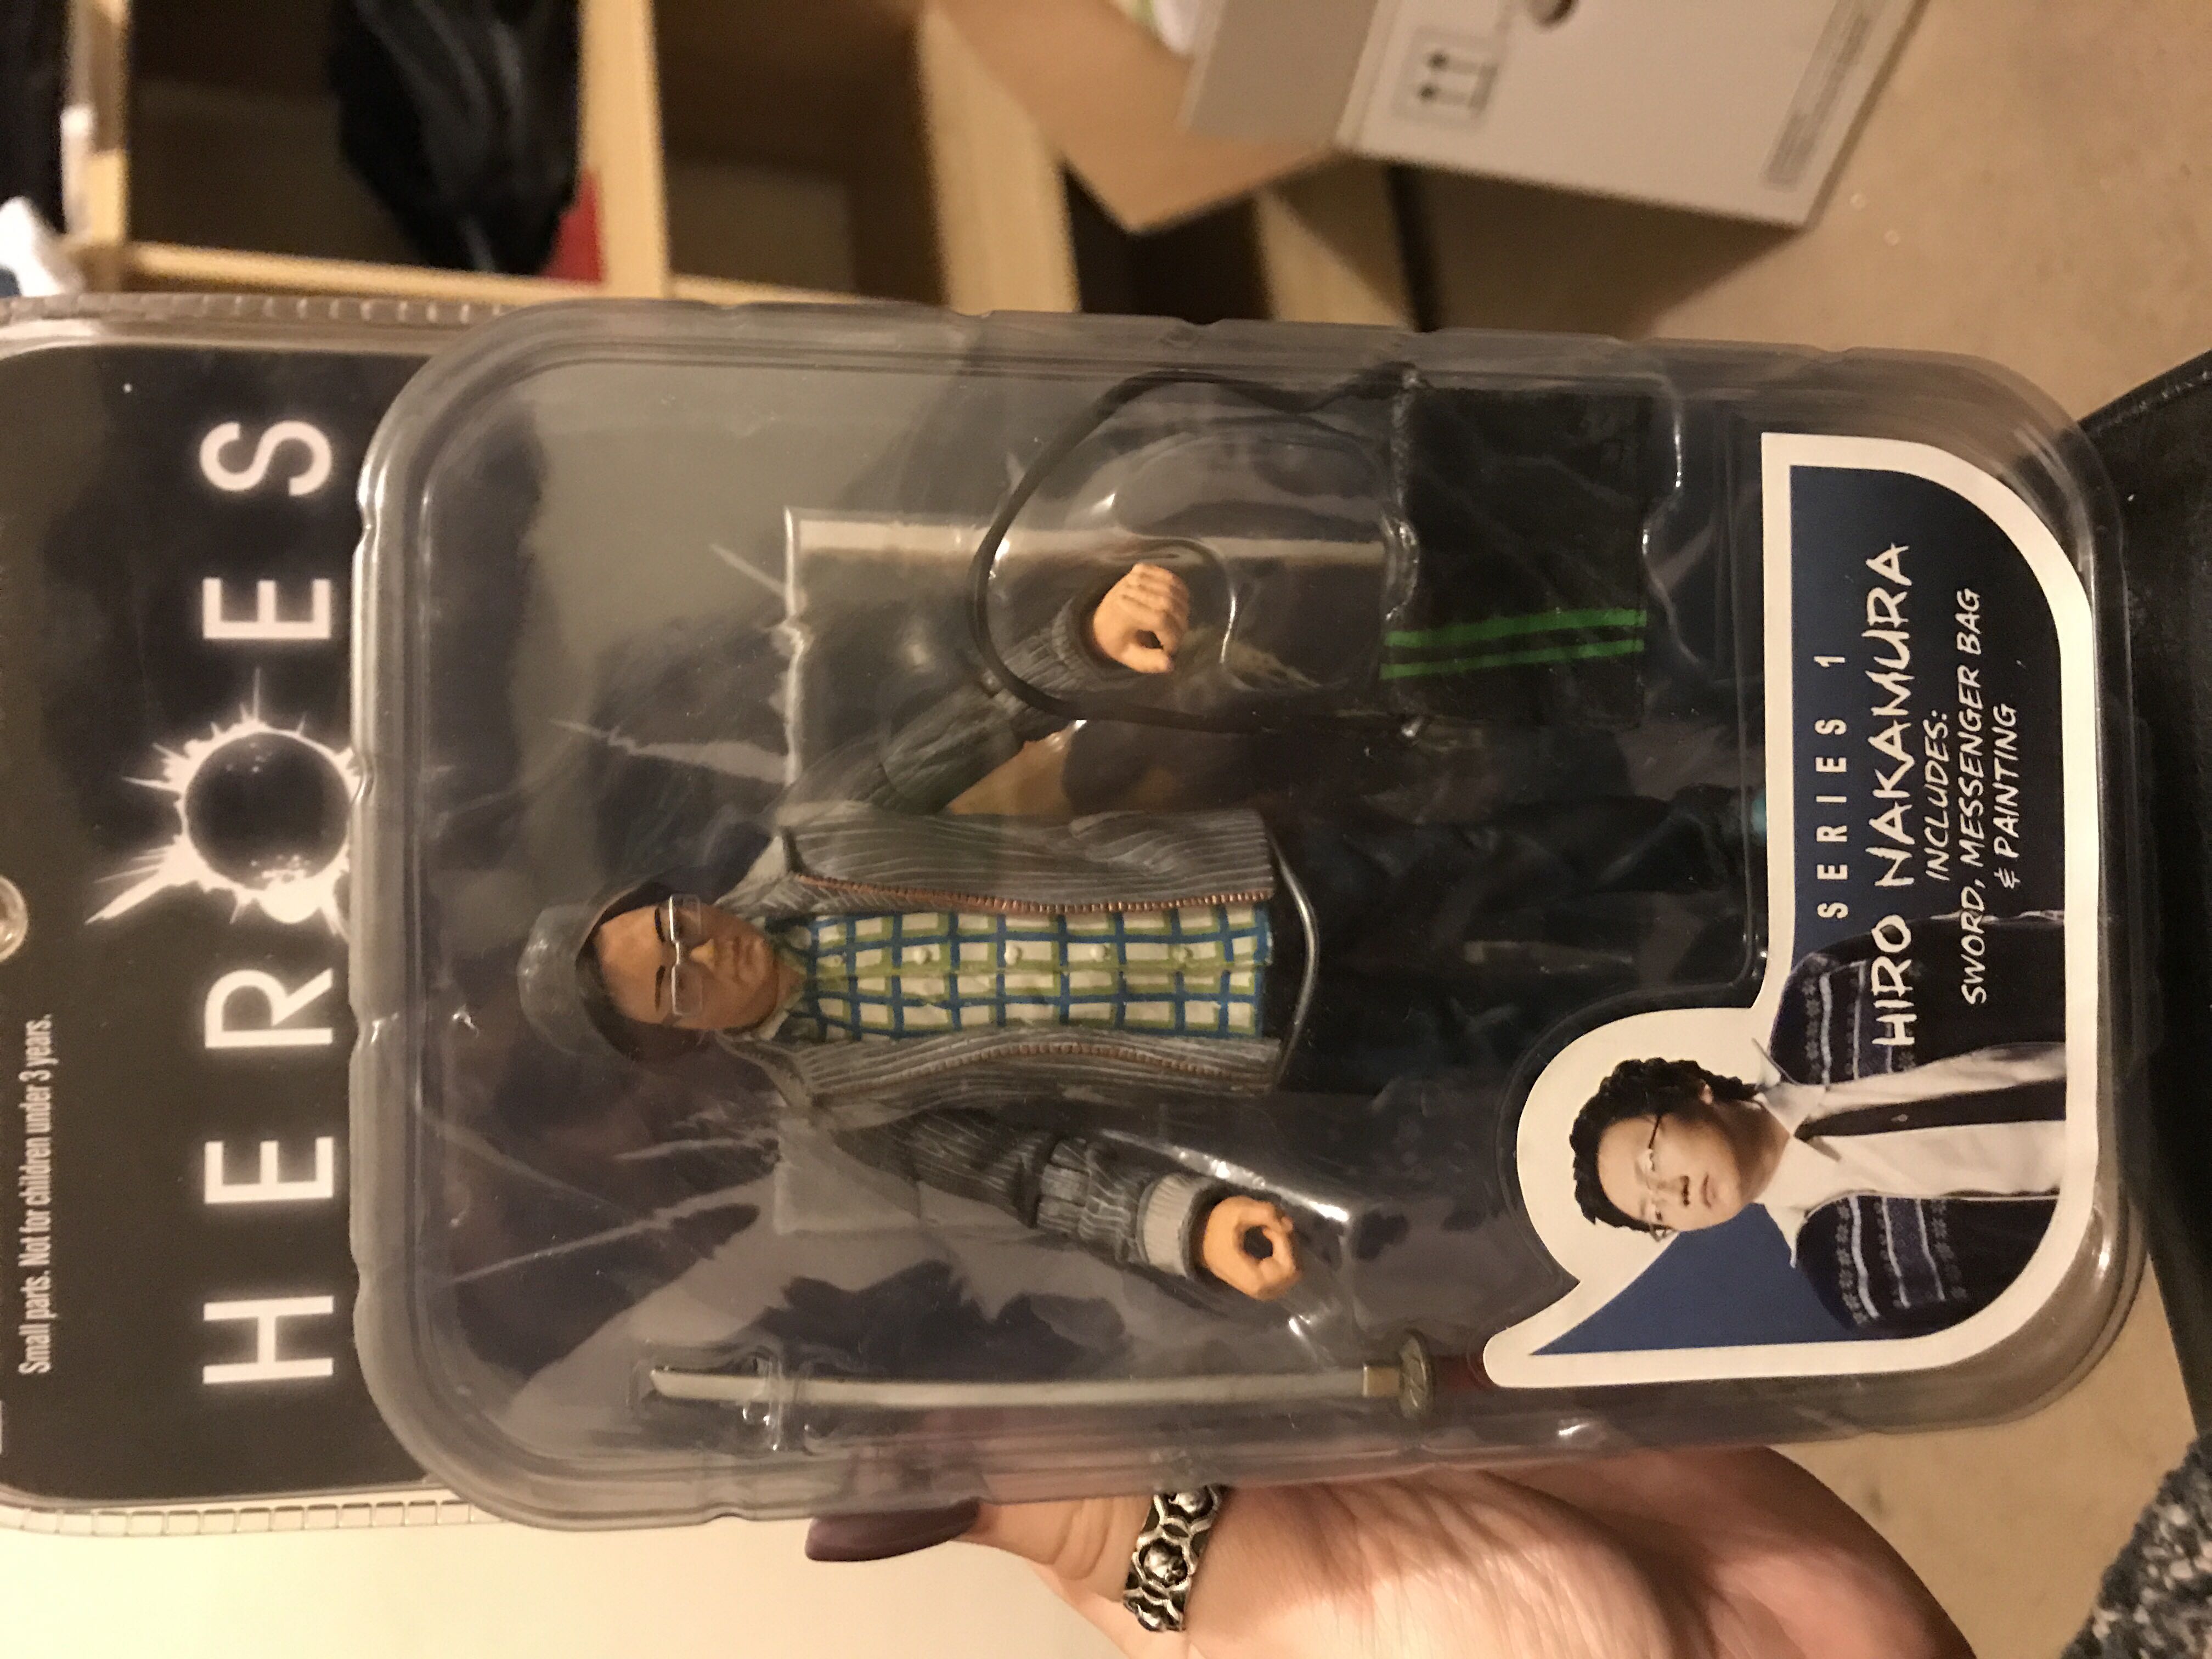 Small parts. Not for children under 3 years.
HEROES
SERIES 1
HIRO NAKAMURA
INCLUDES:
SWORD, MESSENGER BAG
& PAINTING